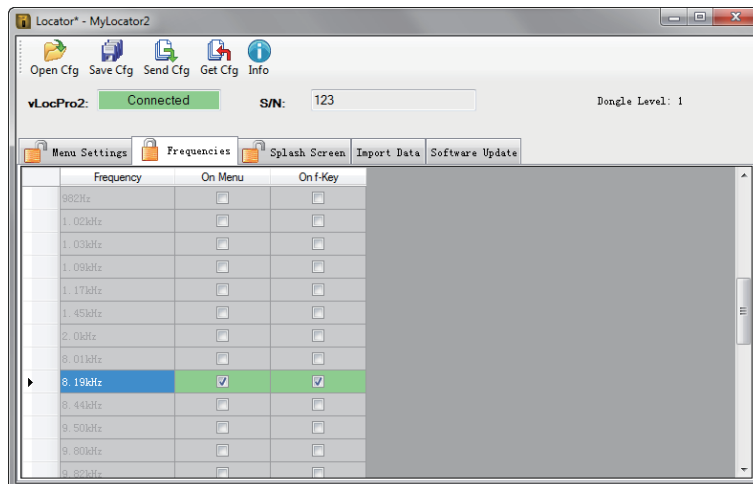 Locator* - MyLocator2
Open Cfg Save Cfg Send Cfg Get Cfg Info
vLocPro2: Connected S/N: 123 Dongle Level: 1
Menu Settings Frequencies Splash Screen Import Data Software Update
Frequency On Menu On f-Key
982Hz
1.02kHz
1.03kHz
1.09kHz
1.17kHz
1.45kHz
2.0kHz
8.01kHz
8.19kHz
8.44kHz
9.50kHz
9.80kHz
9.82kHz